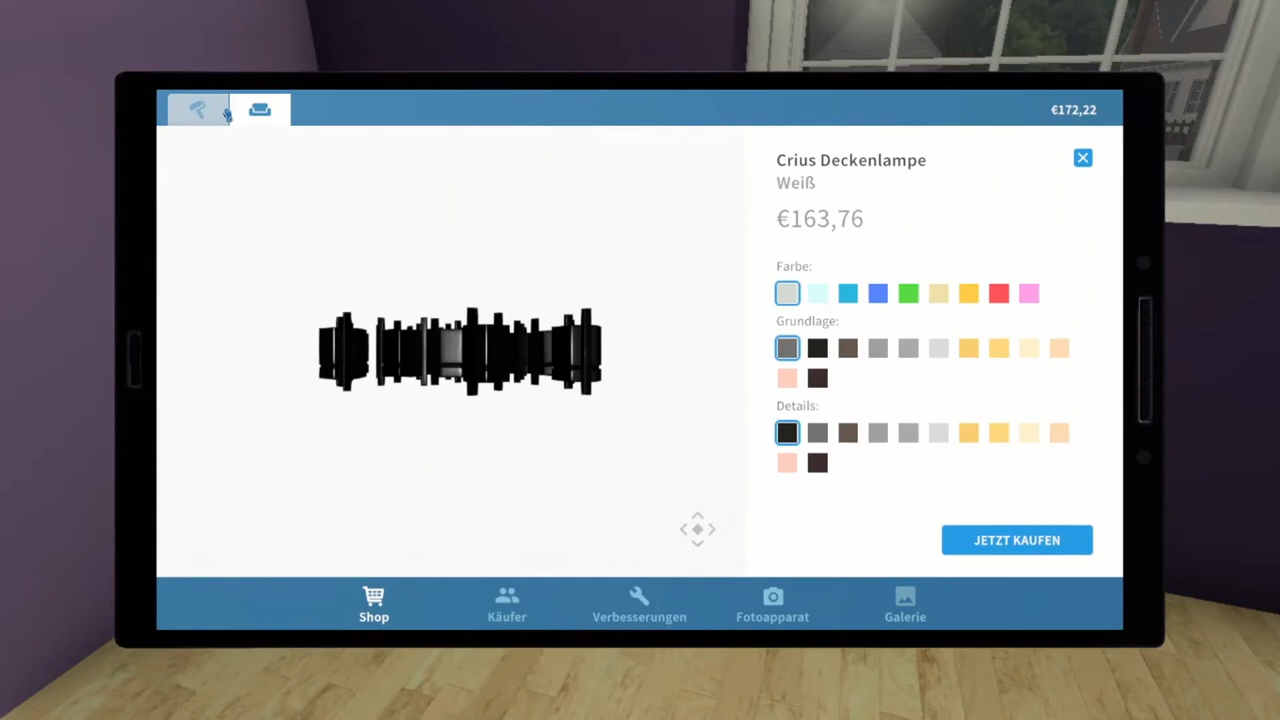 €172,22
Crius Deckenlampe
Weiß
€163,76
Farbe:
Grundlage:
Details:
JETZT KAUFEN
Shop
Käufer
Verbesserungen
Fotoapparat
Galerie